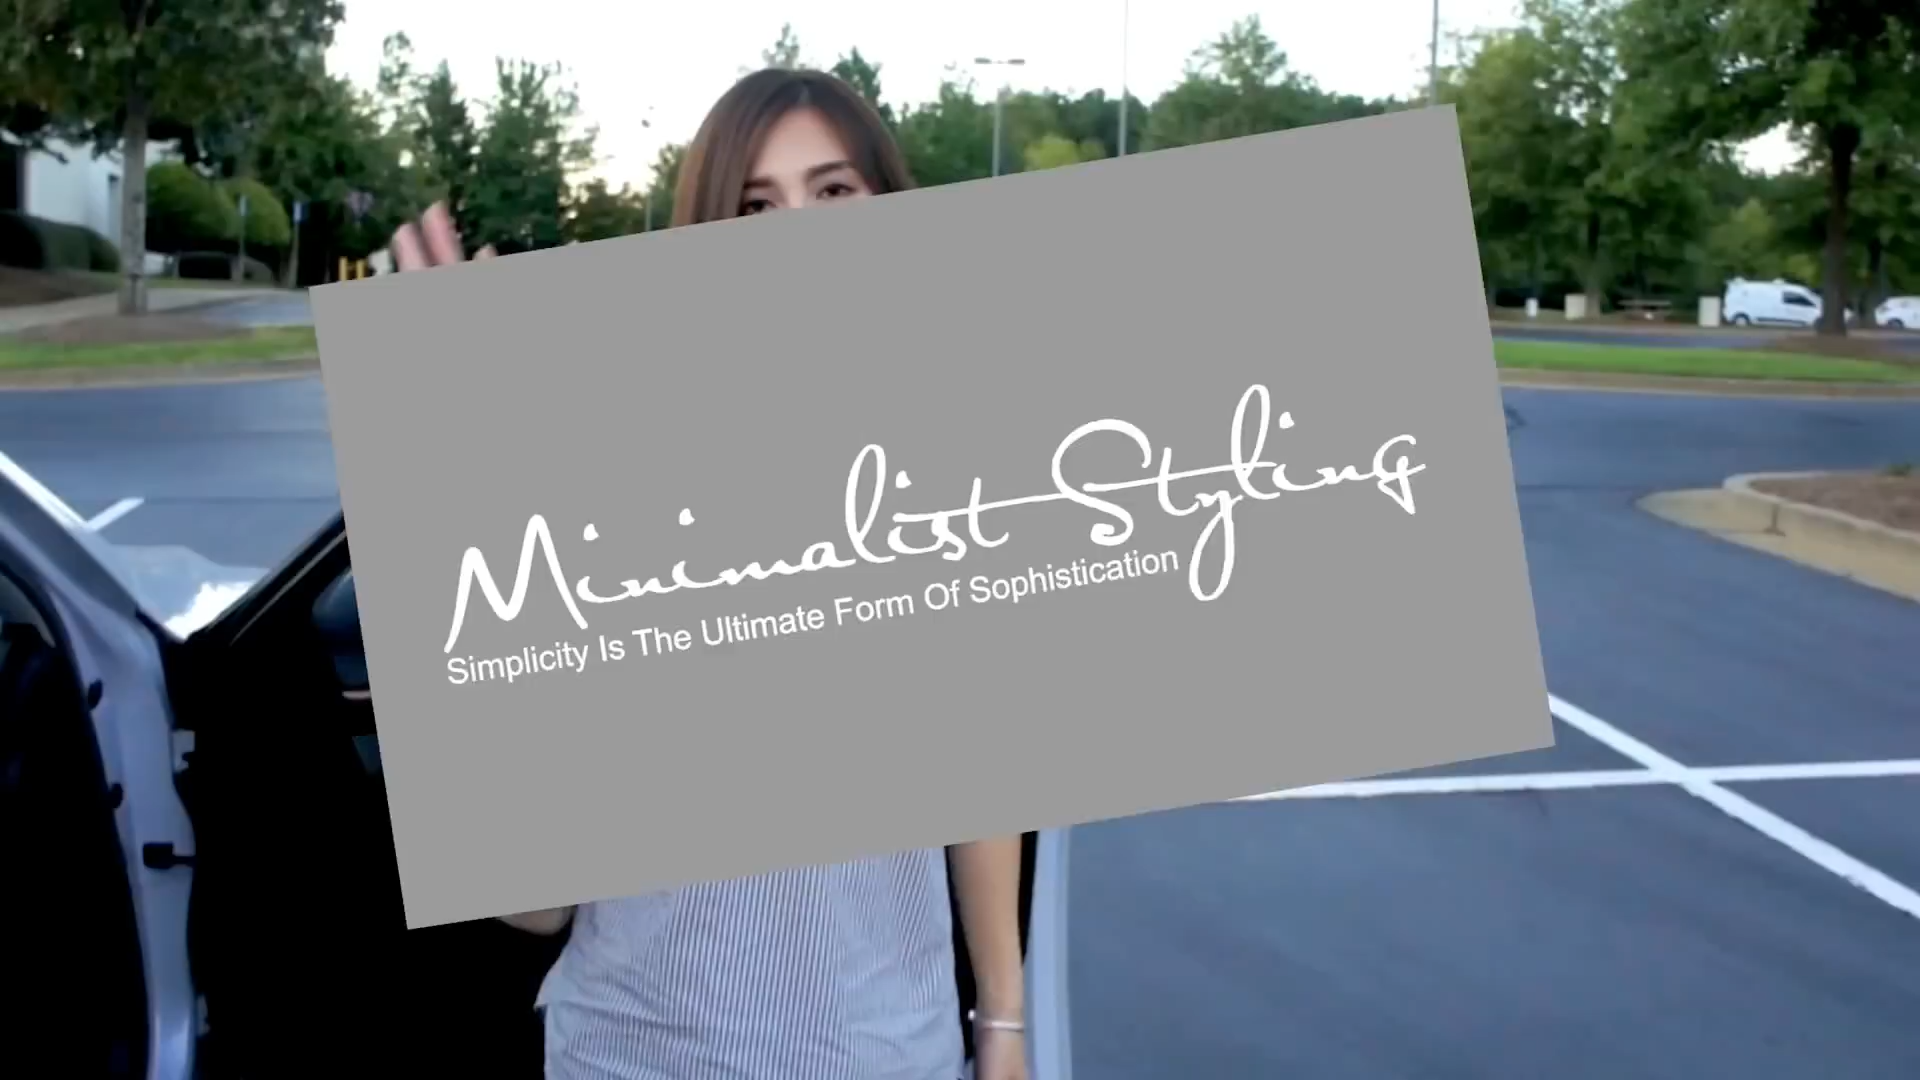 Minimalist Styling
Simplicity Is The Ultimate Form Of Sophistication